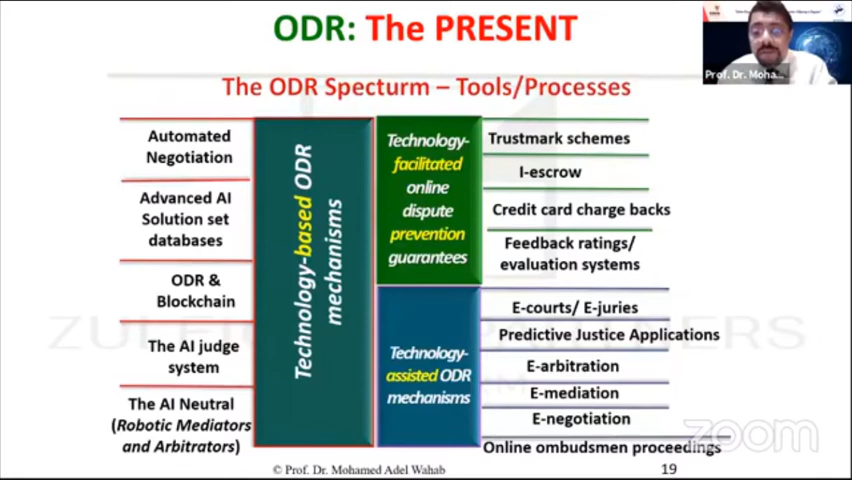 ODR: The PRESENT
Prof. Dr. Moha...
The ODR Specturm – Tools/Processes
Automated
Negotiation
Advanced AI
Solution set
databases
ODR &
Blockchain
The AI judge
system
The AI Neutral
(Robotic Mediators
and Arbitrators)
Technology-based ODR
mechanisms
Technology-
facilitated
online
dispute
prevention
guarantees
Technology-
assisted ODR
mechanisms
Trustmark schemes
I-escrow
Credit card charge backs
Feedback ratings/
evaluation systems
E-courts/ E-juries
Predictive Justice Applications
E-arbitration
E-mediation
E-negotiation
Online ombudsmen proceedings
zoom
© Prof. Dr. Mohamed Adel Wahab
19